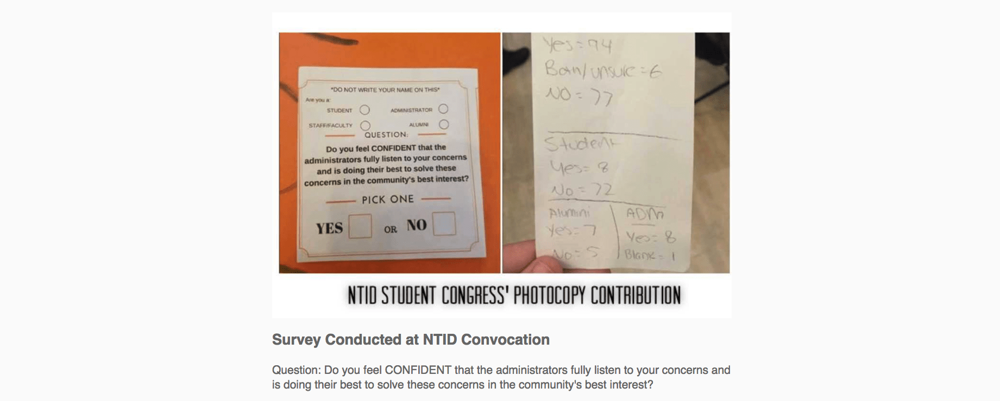 *DO NOT WRITE YOUR NAME ON THIS*
Are you a:
STUDENT ADMINISTRATOR
STAFF/FACULTY ALUMNI
QUESTION:
Do you feel CONFIDENT that the
administrators fully listen to your concerns
and is doing their best to solve these
concerns in the community's best interest?
PICK ONE
YES OR NO
Yes = 94
Both/unsure = 6
NO = 77
Student
Yes = 8
No = 72
Alumini
Yes = 7
No = 5
ADM
Yes = 8
Blank = 1
NTID STUDENT CONGRESS' PHOTOCOPY CONTRIBUTION
Survey Conducted at NTID Convocation
Question: Do you feel CONFIDENT that the administrators fully listen to your concerns and
is doing their best to solve these concerns in the community's best interest?